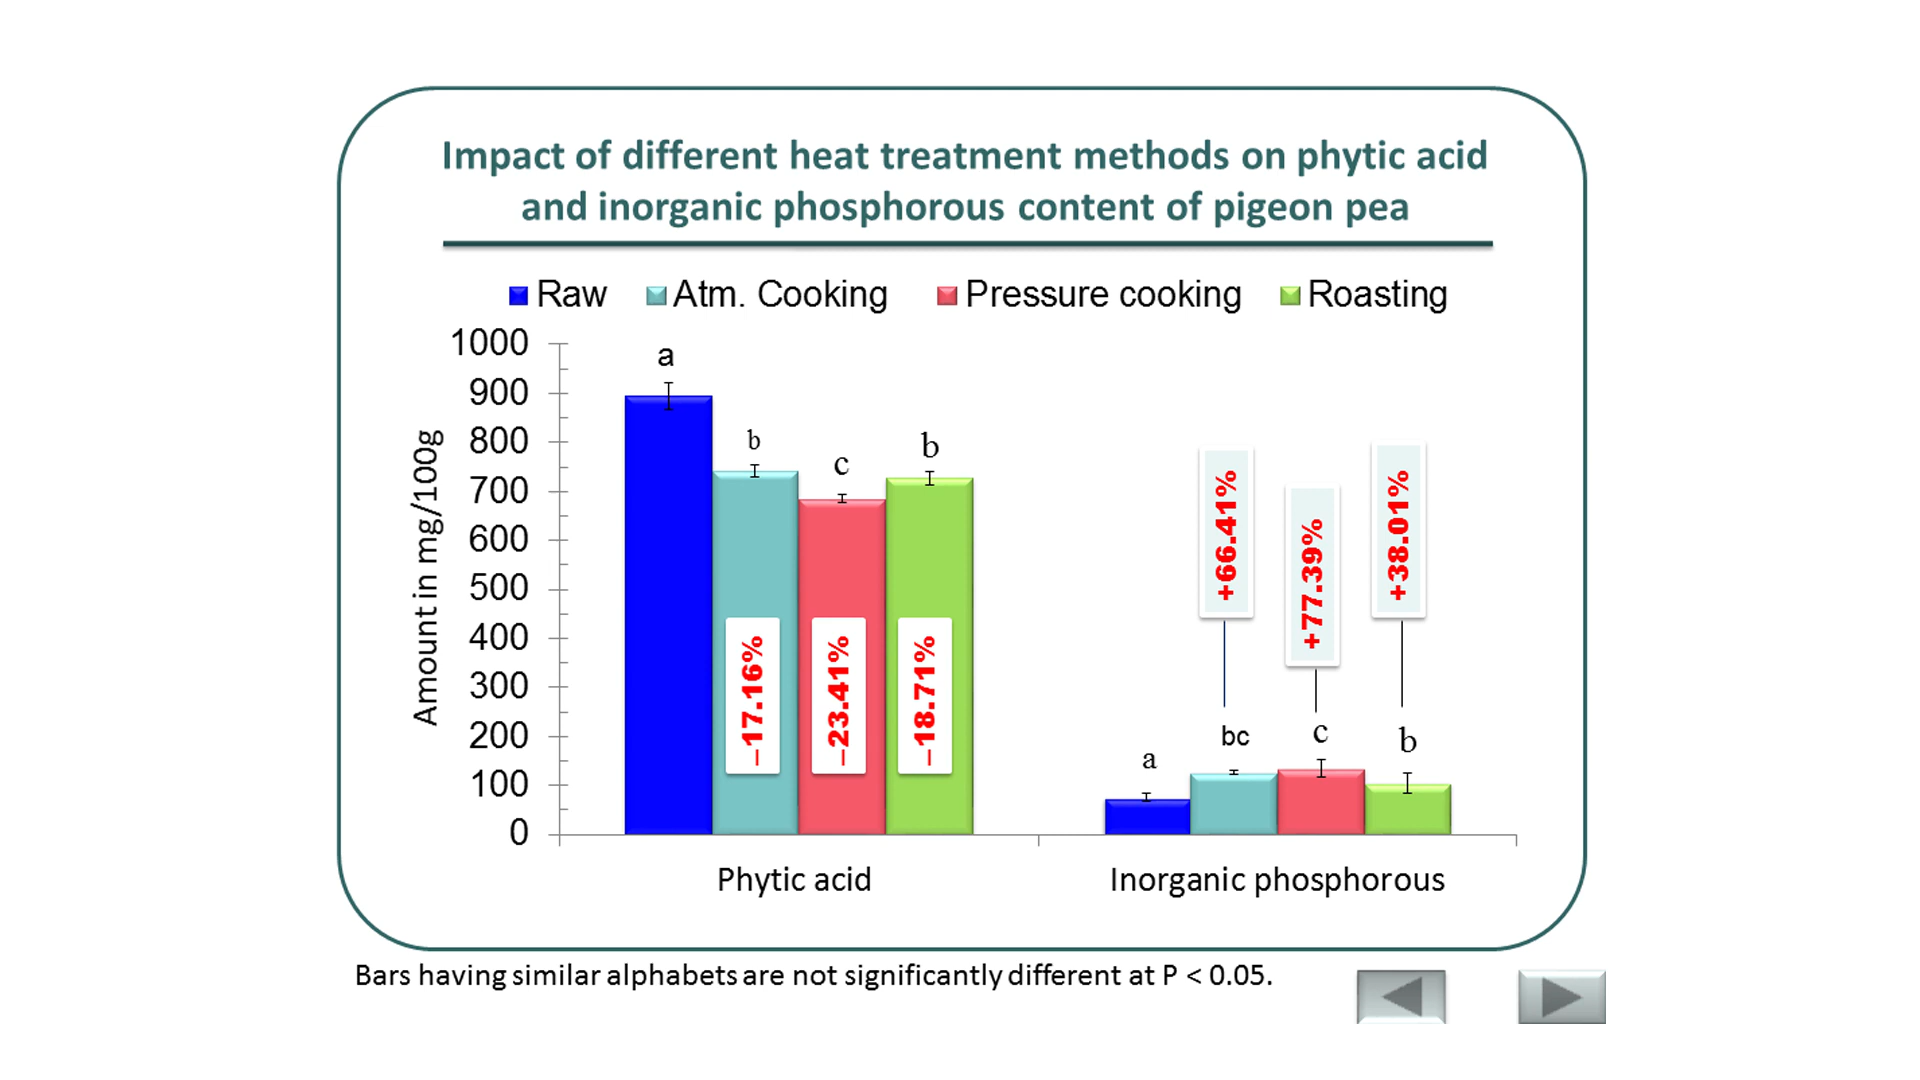 Impact of different heat treatment methods on phytic acid
and inorganic phosphorous content of pigeon pea
Raw Atm. Cooking Pressure cooking Roasting
Amount in mg/100g
1000
900
800
700
600
500
400
300
200
100
0
a
b
c
b
–17.16%
–23.41%
–18.71%
+66.41%
+77.39%
+38.01%
a
bc
c
b
Phytic acid
Inorganic phosphorous
Bars having similar alphabets are not significantly different at P < 0.05.